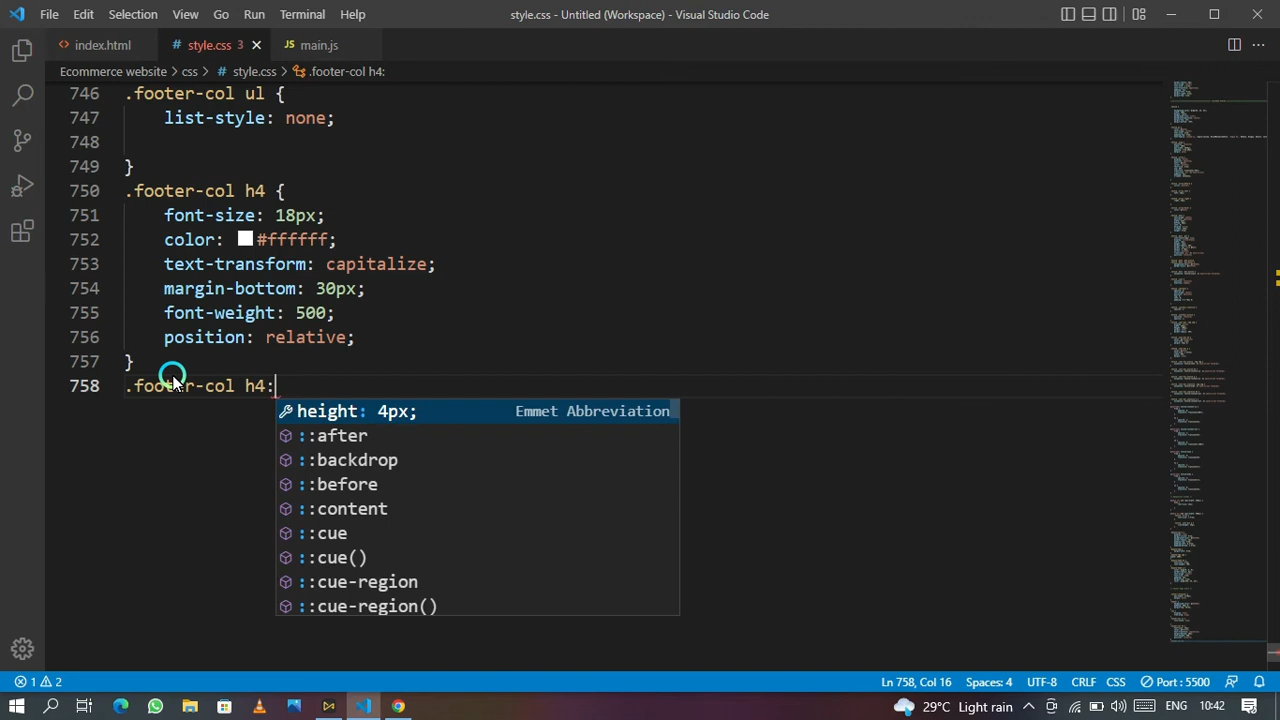 File Edit Selection View Go Run Terminal Help style.css - Untitled (Workspace) - Visual Studio Code
index.html # style.css 3 JS main.js
Ecommerce website > css > # style.css > .footer-col h4:
746 .footer-col ul {
747 list-style: none;
748
749 }
750 .footer-col h4 {
751 font-size: 18px;
752 color: #ffffff;
753 text-transform: capitalize;
754 margin-bottom: 30px;
755 font-weight: 500;
756 position: relative;
757 }
758 .footer-col h4:
height: 4px; Emmet Abbreviation
::after
::backdrop
::before
::content
::cue
::cue()
::cue-region
::cue-region()
1 2 Ln 758, Col 16 Spaces: 4 UTF-8 CRLF CSS Port : 5500
29°C Light rain ENG 10:42